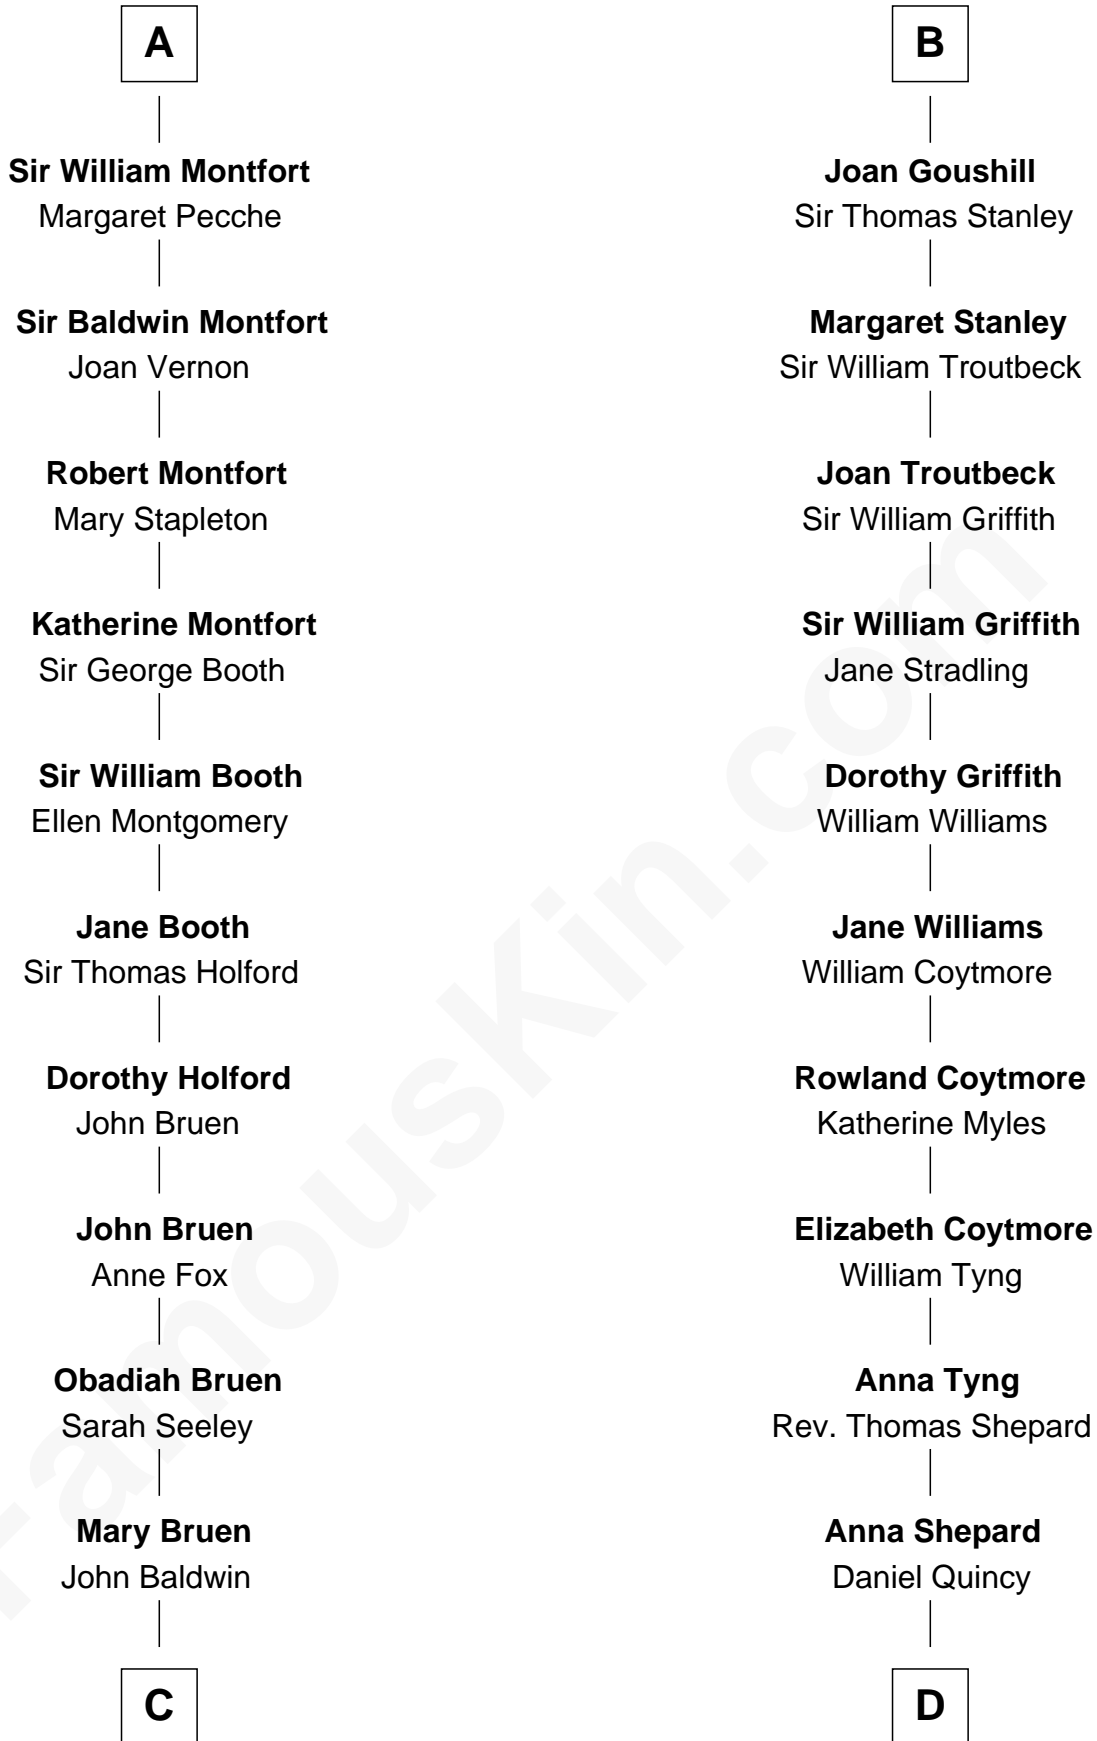 A
Sir William Montfort
Margaret Pecche
Sir Baldwin Montfort
Joan Vernon
Robert Montfort
Mary Stapleton
Katherine Montfort
Sir George Booth
Sir William Booth
Ellen Montgomery
Jane Booth
Sir Thomas Holford
Dorothy Holford
John Bruen
John Bruen
Anne Fox
Obadiah Bruen
Sarah Seeley
Mary Bruen
John Baldwin
C
B
Joan Goushill
Sir Thomas Stanley
Margaret Stanley
Sir William Troutbeck
Joan Troutbeck
Sir William Griffith
Sir William Griffith
Jane Stradling
Dorothy Griffith
William Williams
Jane Williams
William Coytmore
Rowland Coytmore
Katherine Myles
Elizabeth Coytmore
William Tyng
Anna Tyng
Rev. Thomas Shepard
Anna Shepard
Daniel Quincy
D
FamousKin.com